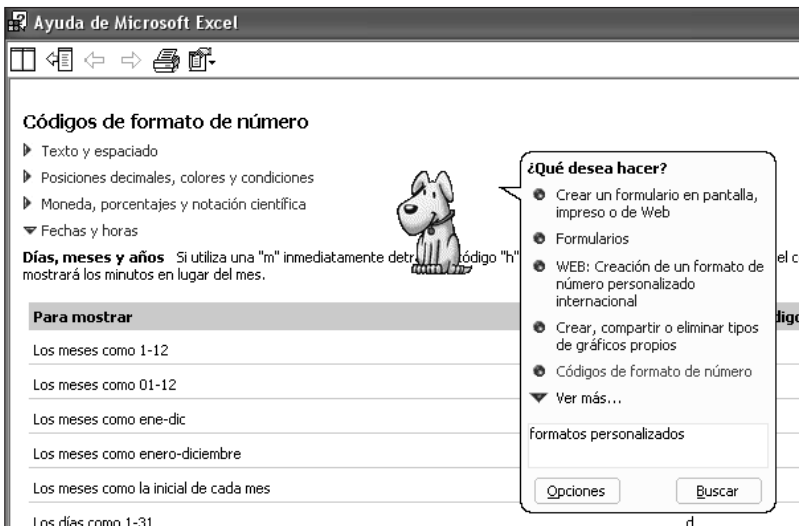 Ayuda de Microsoft Excel
Códigos de formato de número
Texto y espaciado
Posiciones decimales, colores y condiciones
Moneda, porcentajes y notación científica
Fechas y horas
Días, meses y años Si utiliza una "m" inmediatamente código "h"
mostrará los minutos en lugar del mes.
Para mostrar
Los meses como 1-12
Los meses como 01-12
Los meses como ene-dic
Los meses como enero-diciembre
Los meses como la inicial de cada mes
Los días como 1-31
d
¿Qué desea hacer?
Crear un formulario en pantalla,
impreso o de Web
Formularios
WEB: Creación de un formato de
número personalizado
internacional
Crear, compartir o eliminar tipos
de gráficos propios
Códigos de formato de número
Ver más...
formatos personalizados
Opciones
Buscar